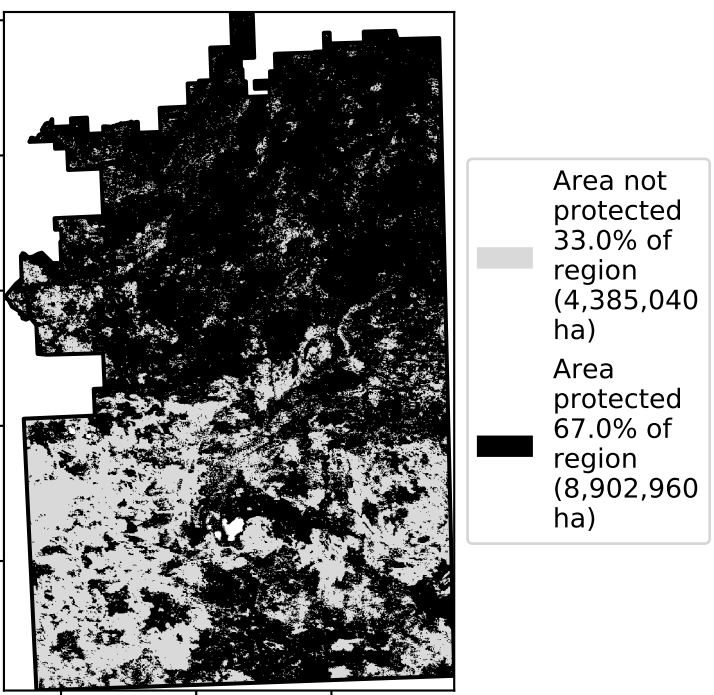 Area not
protected
33.0% of
region
(4,385,040
ha)
Area
protected
67.0% of
region
(8,902,960
ha)